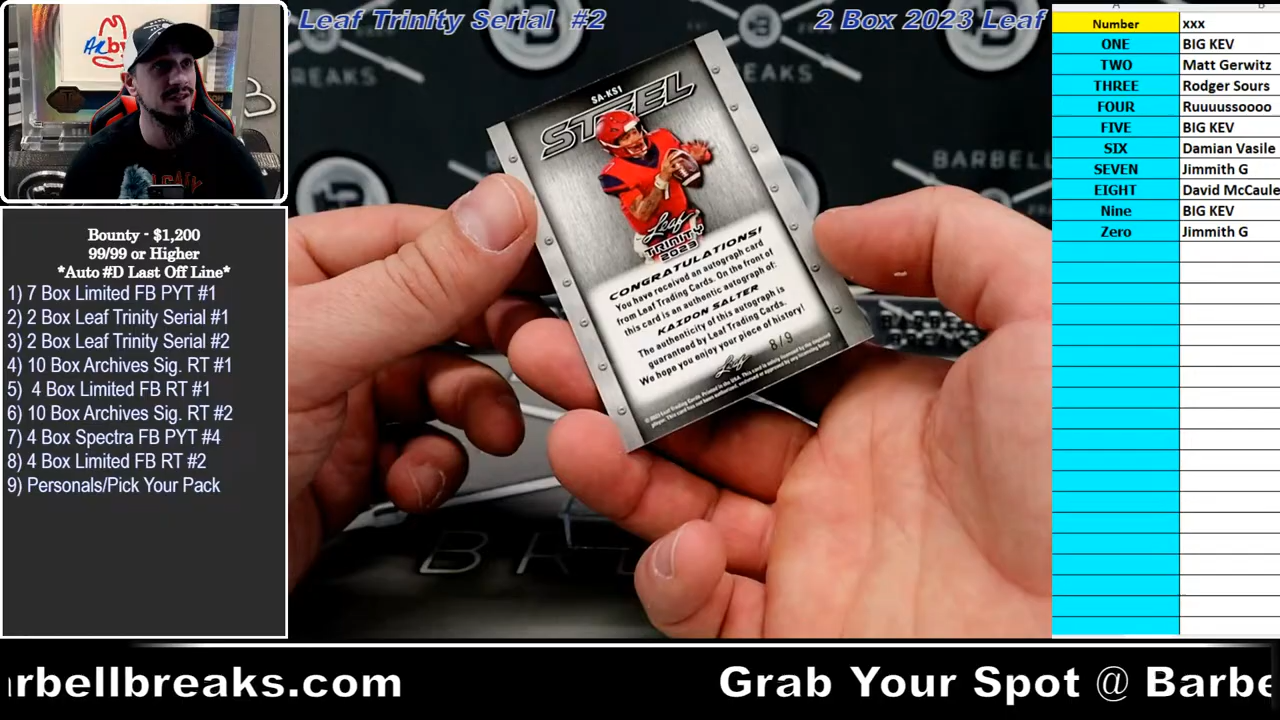 Leaf Trinity Serial #2
2 Box 2023 Leaf
Bounty - $1,200
99/99 or Higher
*Auto #D Last Off Line*
1) 7 Box Limited FB PYT #1
2) 2 Box Leaf Trinity Serial #1
3) 2 Box Leaf Trinity Serial #2
4) 10 Box Archives Sig. RT #1
5) 4 Box Limited FB RT #1
6) 10 Box Archives Sig. RT #2
7) 4 Box Spectra FB PYT #4
8) 4 Box Limited FB RT #2
9) Personals/Pick Your Pack
SA-KS1
STEEL
Leaf
TRINITY
2023
CONGRATULATIONS!
You have received an autograph card
from Leaf Trading Cards. On the front of
this card is an authentic autograph of:
KAIDON SALTER
The authenticity of this autograph is
guaranteed by Leaf Trading Cards.
We hope you enjoy your piece of history!
Leaf
8/9
BREAKS
BARBELL
Number xxx
ONE BIG KEV
TWO Matt Gerwitz
THREE Rodger Sours
FOUR Ruuuussoooo
FIVE BIG KEV
SIX Damian Vasile
SEVEN Jimmith G
EIGHT David McCaule
Nine BIG KEV
Zero Jimmith G
arbellbreaks.com
Grab Your Spot @ Barbe